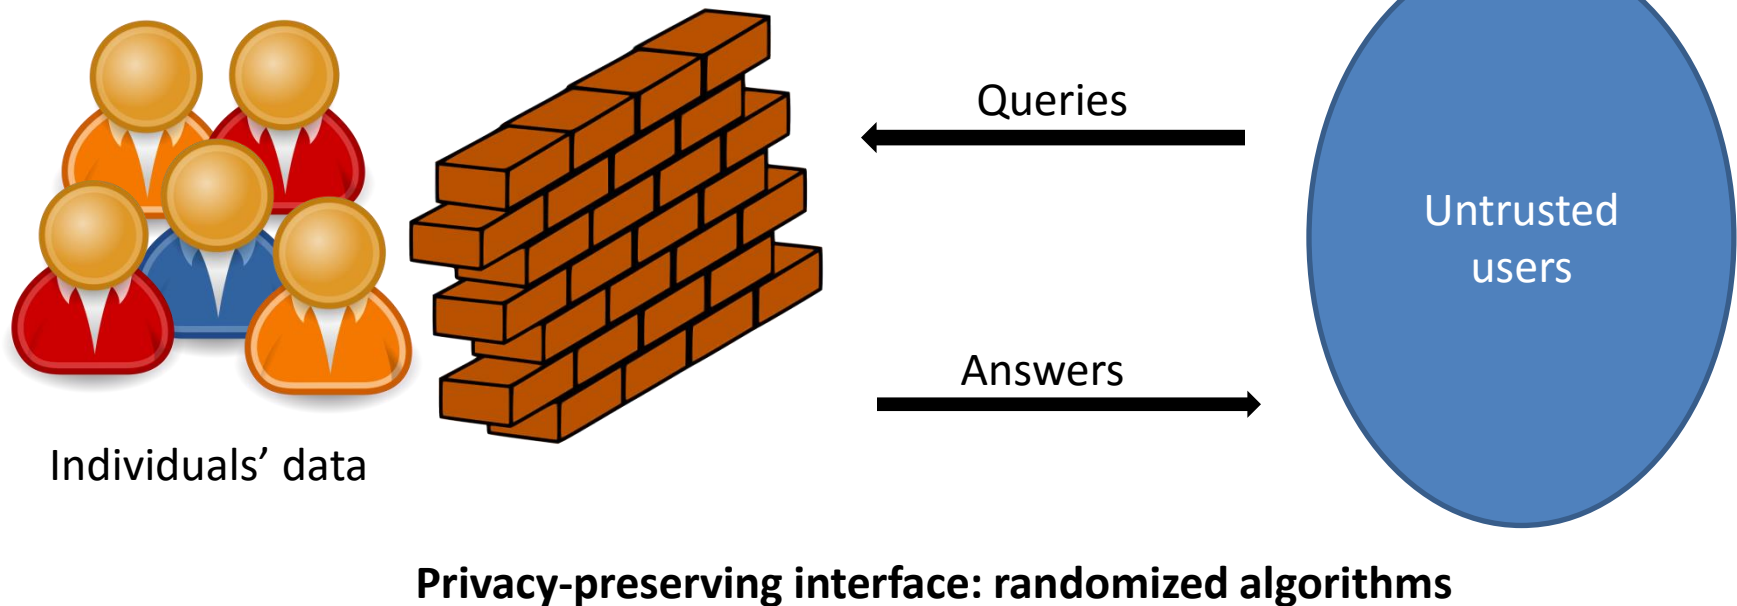 Queries
Untrusted
users
Answers
Individuals’ data
Privacy-preserving interface: randomized algorithms